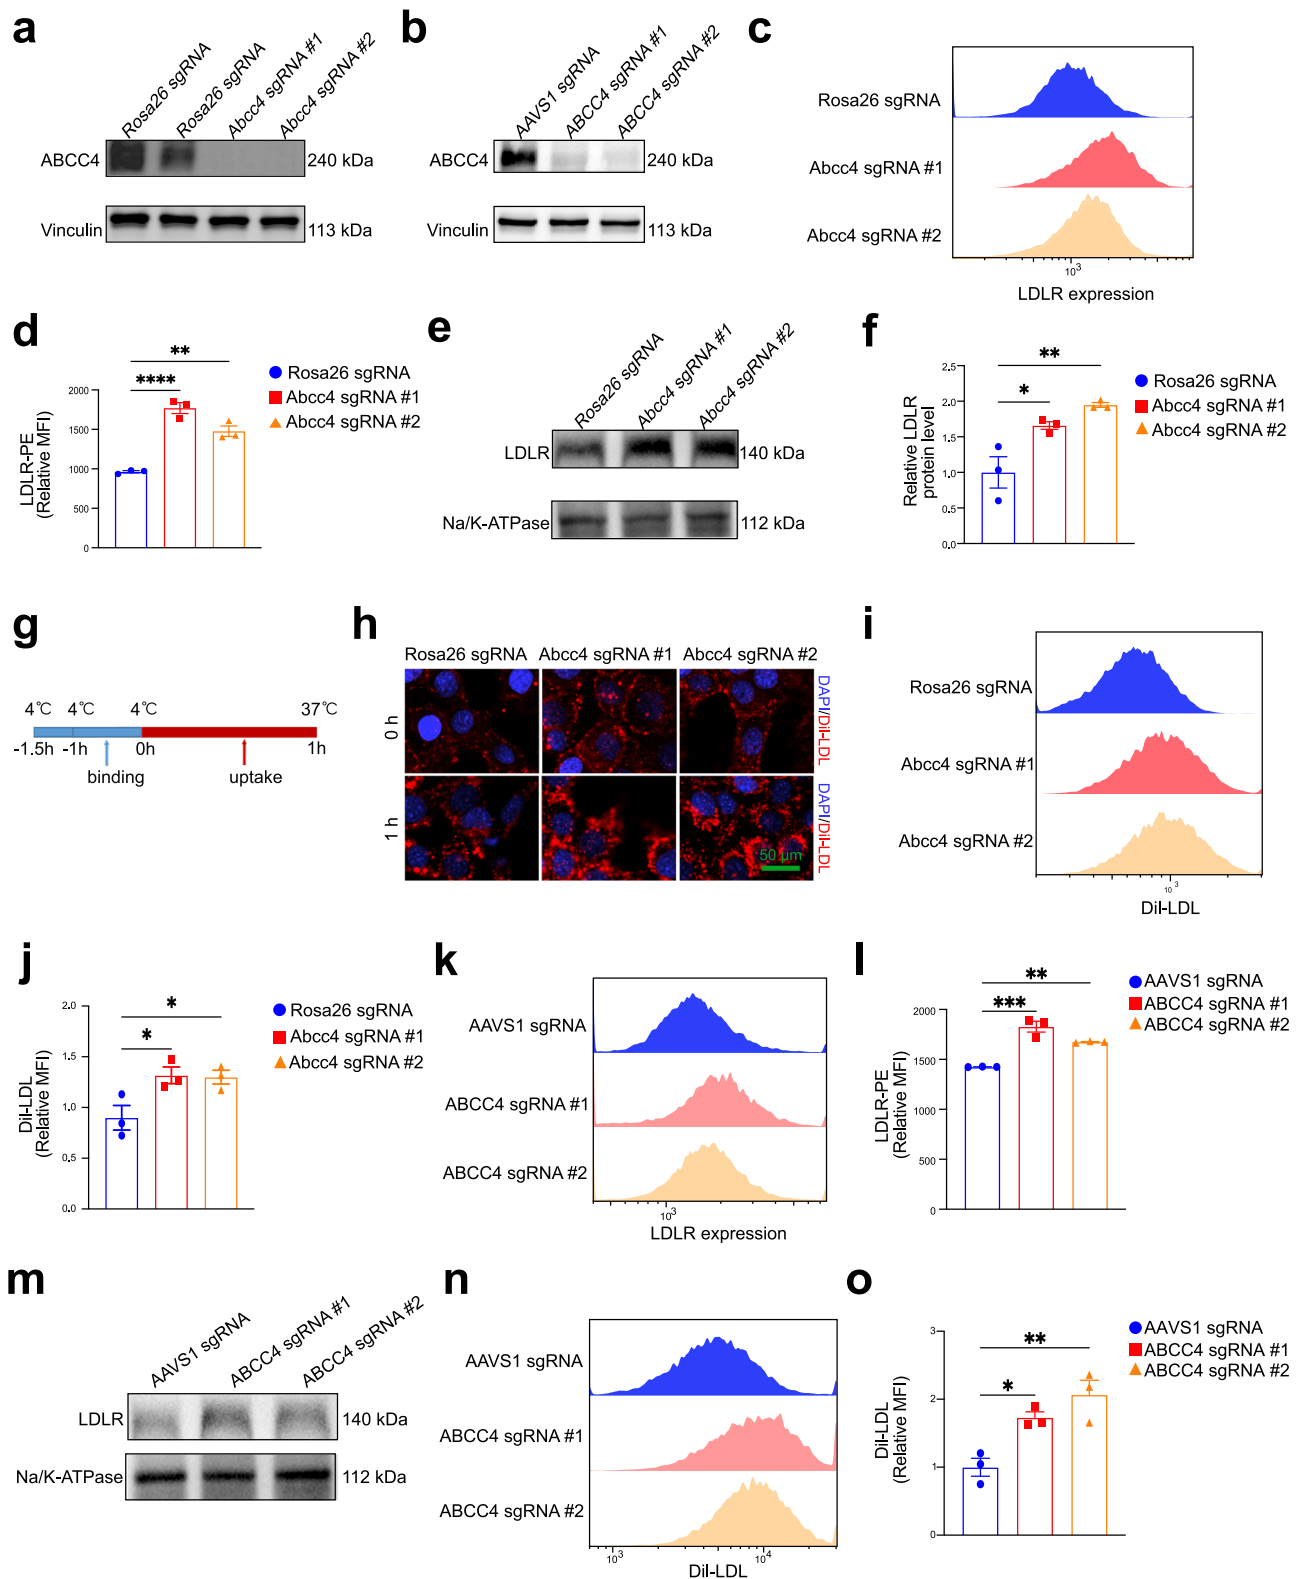 a
Rosa26 sgRNA
Rosa26 sgRNA
Abcc4 sgRNA #1
Abcc4 sgRNA #2
ABCC4
240 kDa
Vinculin
113 kDa
b
AAVS1 sgRNA
ABCC4 sgRNA #1
ABCC4 sgRNA #2
ABCC4
240 kDa
Vinculin
113 kDa
c
Rosa26 sgRNA
Abcc4 sgRNA #1
Abcc4 sgRNA #2
10³
LDLR expression
d
LDLR-PE
(Relative MFI)
2000
1500
1000
500
0
**
****
Rosa26 sgRNA
Abcc4 sgRNA #1
Abcc4 sgRNA #2
e
Rosa26 sgRNA
Abcc4 sgRNA #1
Abcc4 sgRNA #2
LDLR
140 kDa
Na/K-ATPase
112 kDa
f
Relative LDLR
protein level
2.5
2.0
1.5
1.0
0.5
0.0
**
*
Rosa26 sgRNA
Abcc4 sgRNA #1
Abcc4 sgRNA #2
g
4℃ 4℃ 4℃ 37℃
-1.5h -1h 0h 1h
binding uptake
h
Rosa26 sgRNA Abcc4 sgRNA #1 Abcc4 sgRNA #2
0 h
DAPI/Dil-LDL
1 h
DAPI/Dil-LDL
50 µm
i
Rosa26 sgRNA
Abcc4 sgRNA #1
Abcc4 sgRNA #2
10³
Dil-LDL
j
Dil-LDL
(Relative MFI)
2.0
1.5
1.0
0.5
0.0
*
*
Rosa26 sgRNA
Abcc4 sgRNA #1
Abcc4 sgRNA #2
k
AAVS1 sgRNA
ABCC4 sgRNA #1
ABCC4 sgRNA #2
10³
LDLR expression
l
LDLR-PE
(Relative MFI)
2000
1500
1000
500
0
**
***
AAVS1 sgRNA
ABCC4 sgRNA #1
ABCC4 sgRNA #2
m
AAVS1 sgRNA
ABCC4 sgRNA #1
ABCC4 sgRNA #2
LDLR
140 kDa
Na/K-ATPase
112 kDa
n
AAVS1 sgRNA
ABCC4 sgRNA #1
ABCC4 sgRNA #2
10³ 10⁴
Dil-LDL
o
Dil-LDL
(Relative MFI)
3
2
1
0
**
*
AAVS1 sgRNA
ABCC4 sgRNA #1
ABCC4 sgRNA #2